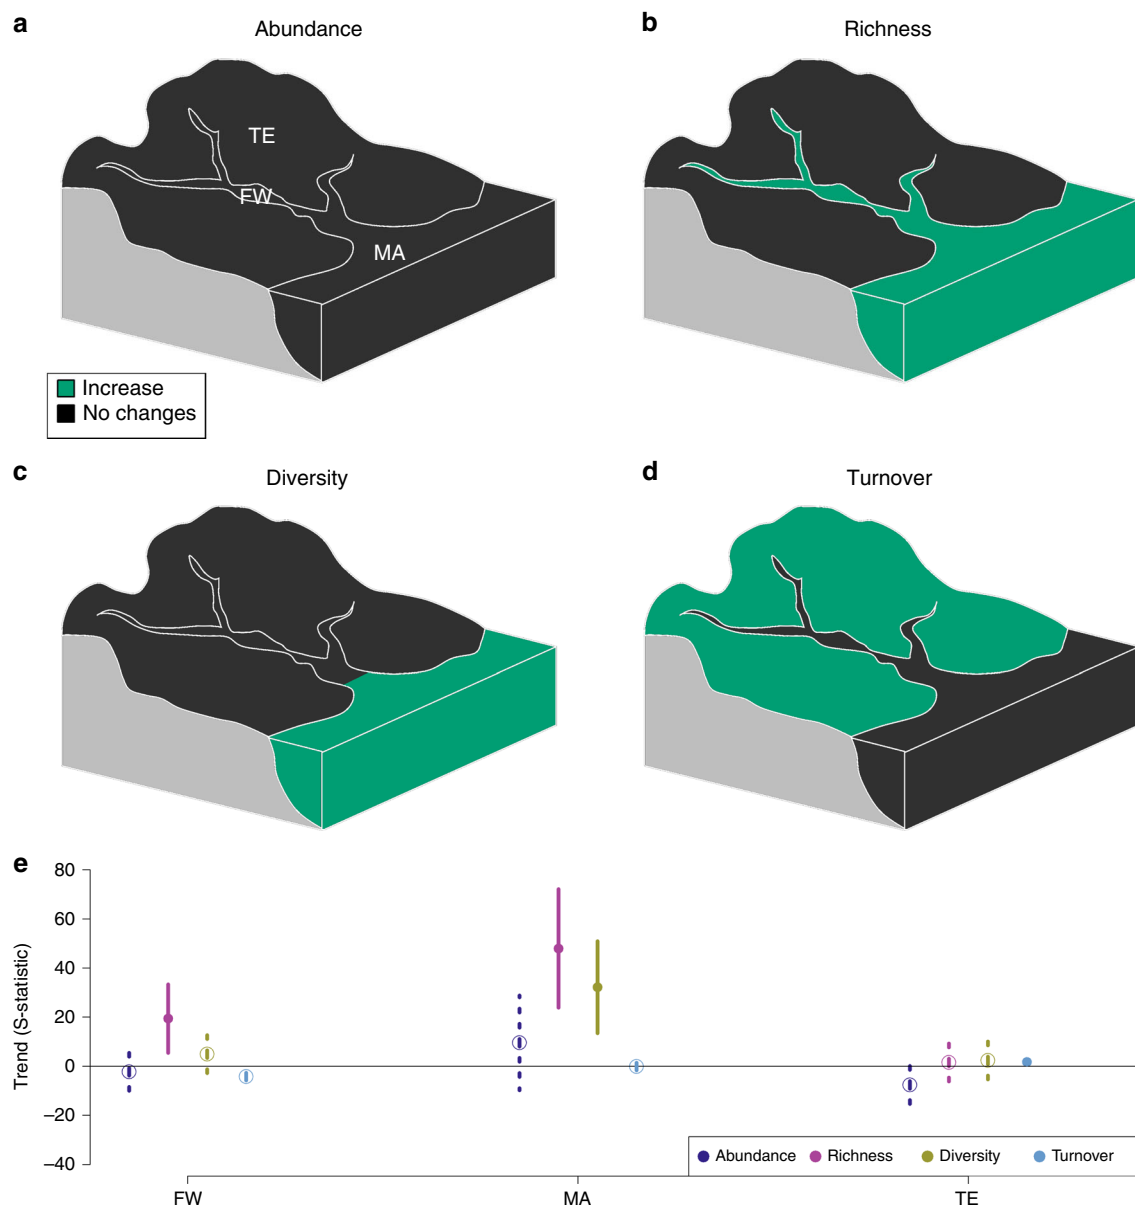 a
Abundance
b
Richness
TE
FW
MA
Increase
No changes
c
Diversity
d
Turnover
e
Trend (S-statistic)
80
60
40
20
0
–20
–40
Abundance Richness Diversity Turnover
FW MA TE